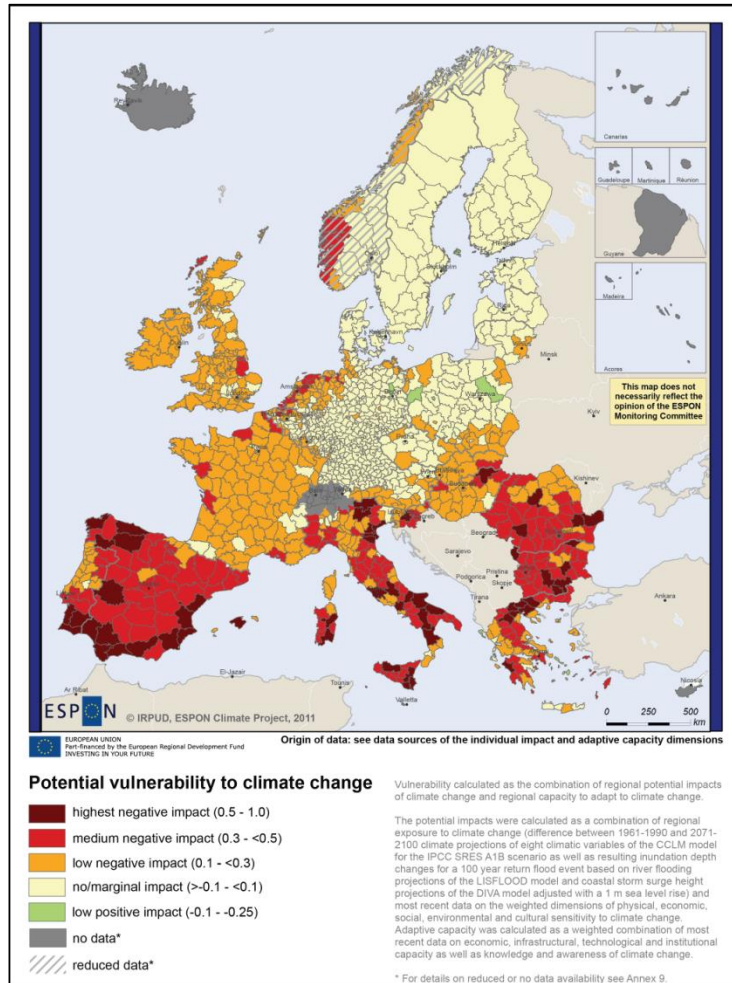 Reykjavik
Canarias
Guadeloupe
Martinique
Réunion
Guyane
Madeira
Acores
This map does not
necessarily reflect the
opinion of the ESPON
Monitoring Committee
Helsinki
Stockholm
Minsk
Dublin
Warszawa
Kyiv
Paris
Kishinev
Zagreb
Beograd
Sarajevo
Pristina
Podgorica
Skopje
Tirana
Ankara
El-Jazair
Tounis
Ar Ribat
Valletta
Nicosia
ESPON
© IRPUD, ESPON Climate Project, 2011
0 250 500
km
EUROPEAN UNION
Part-financed by the European Regional Development Fund
INVESTING IN YOUR FUTURE
Origin of data: see data sources of the individual impact and adaptive capacity dimensions
Potential vulnerability to climate change
highest negative impact (0.5 - 1.0)
medium negative impact (0.3 - <0.5)
low negative impact (0.1 - <0.3)
no/marginal impact (>-0.1 - <0.1)
low positive impact (-0.1 - -0.25)
no data*
reduced data*
Vulnerability calculated as the combination of regional potential impacts
of climate change and regional capacity to adapt to climate change.
The potential impacts were calculated as a combination of regional
exposure to climate change (difference between 1961-1990 and 2071-
2100 climate projections of eight climatic variables of the CCLM model
for the IPCC SRES A1B scenario as well as resulting inundation depth
changes for a 100 year return flood event based on river flooding
projections of the LISFLOOD model and coastal storm surge height
projections of the DIVA model adjusted with a 1 m sea level rise) and
most recent data on the weighted dimensions of physical, economic,
social, environmental and cultural sensitivity to climate change.
Adaptive capacity was calculated as a weighted combination of most
recent data on economic, infrastructural, technological and institutional
capacity as well as knowledge and awareness of climate change.
* For details on reduced or no data availability see Annex 9.